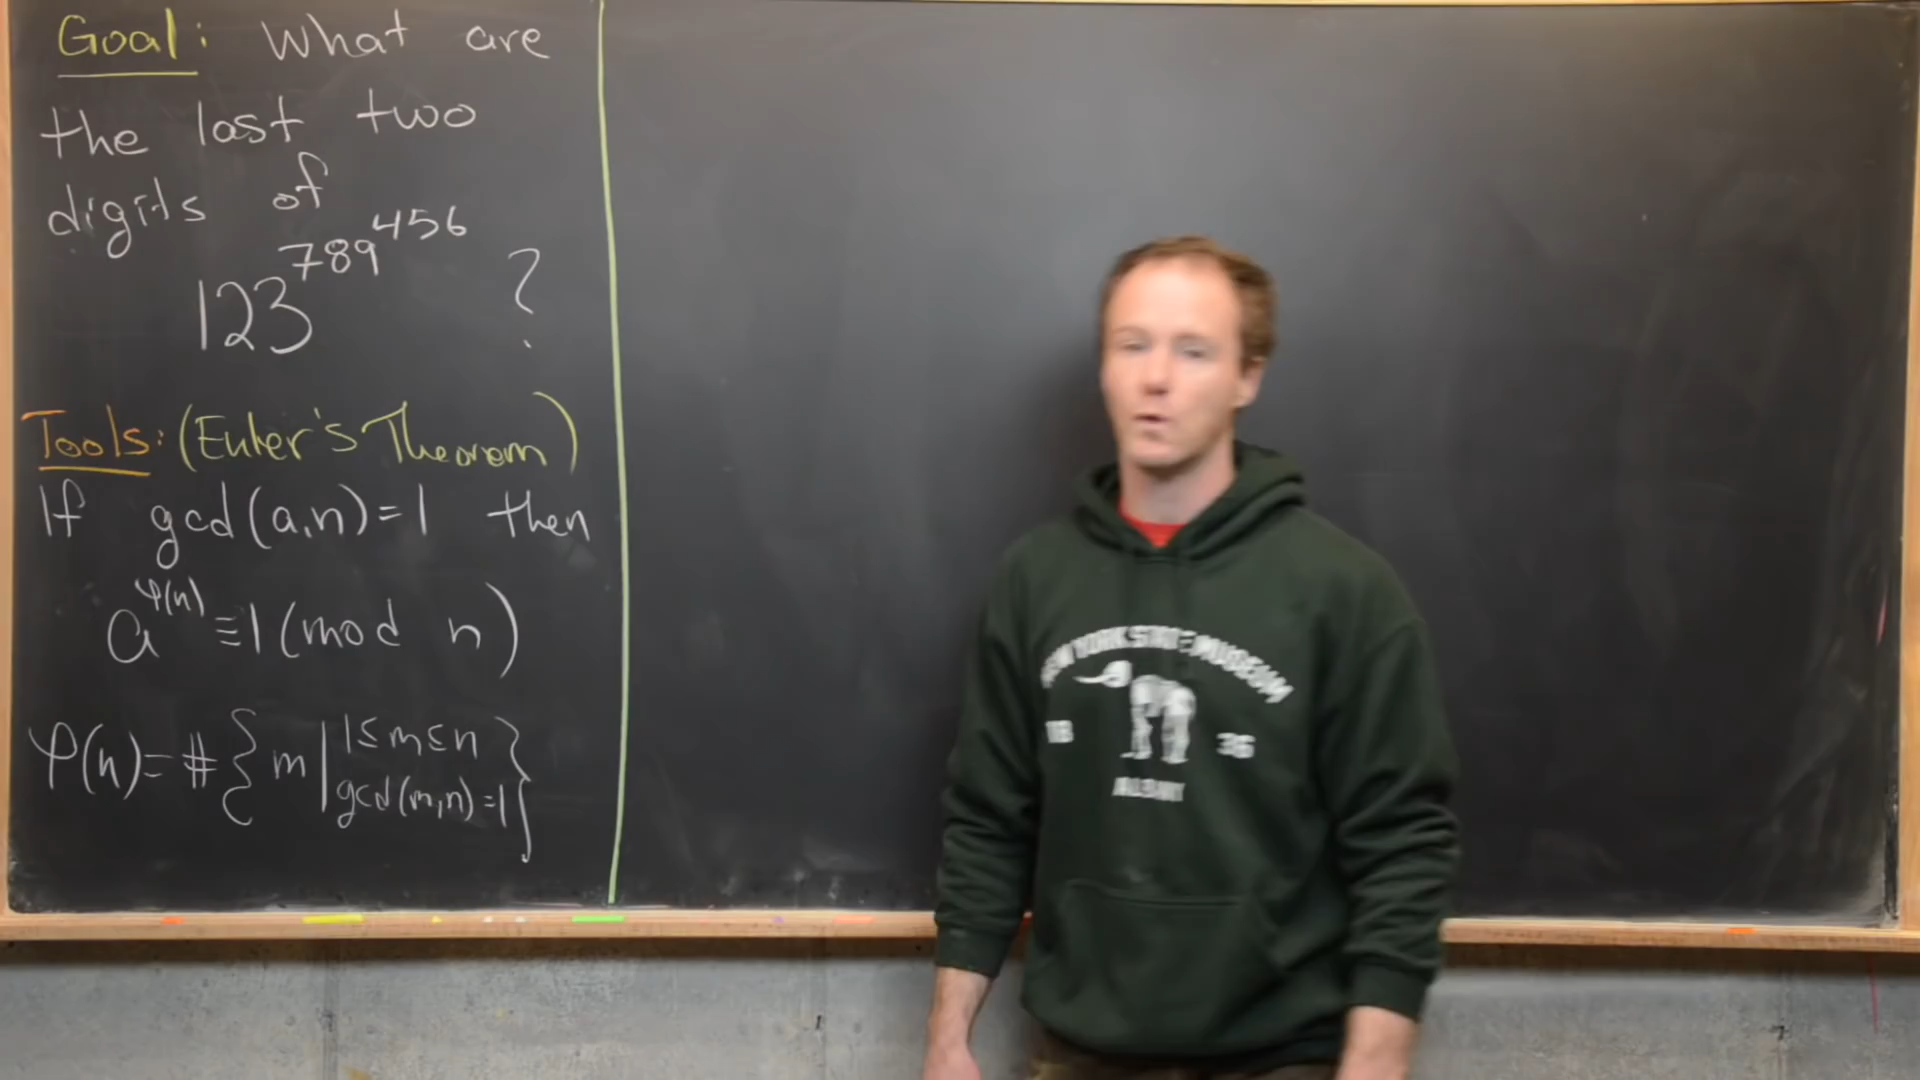 Goal: What are
the last two
digits of
123^789^456 ?
Tools: (Euler's Theorem)
If gcd(a,n)=1 then
a^φ(n) ≡ 1 (mod n)
φ(n) = # { m | 1≤m≤n
gcd(m,n)=1 }
NEW YORK STATE MUSEUM
18 36
ALBANY